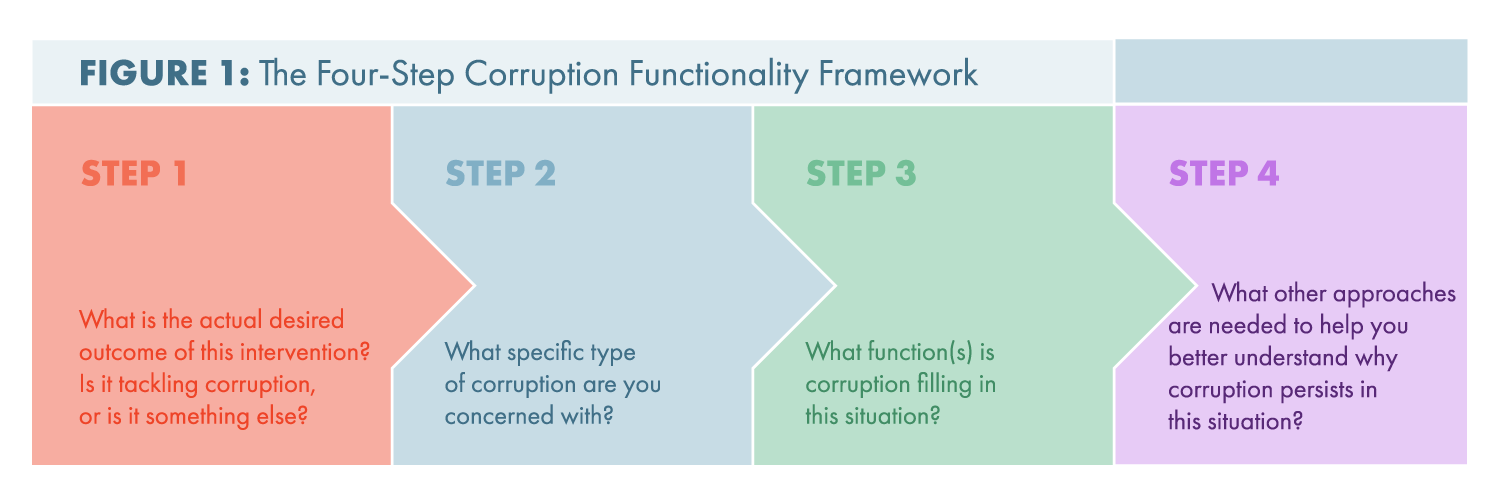 FIGURE 1: The Four-Step Corruption Functionality Framework
STEP 1
What is the actual desired
outcome of this intervention?
Is it tackling corruption,
or is it something else?
STEP 2
What specific type
of corruption are you
concerned with?
STEP 3
What function(s) is
corruption filling in
this situation?
STEP 4
What other approaches
are needed to help you
better understand why
corruption persists in
this situation?